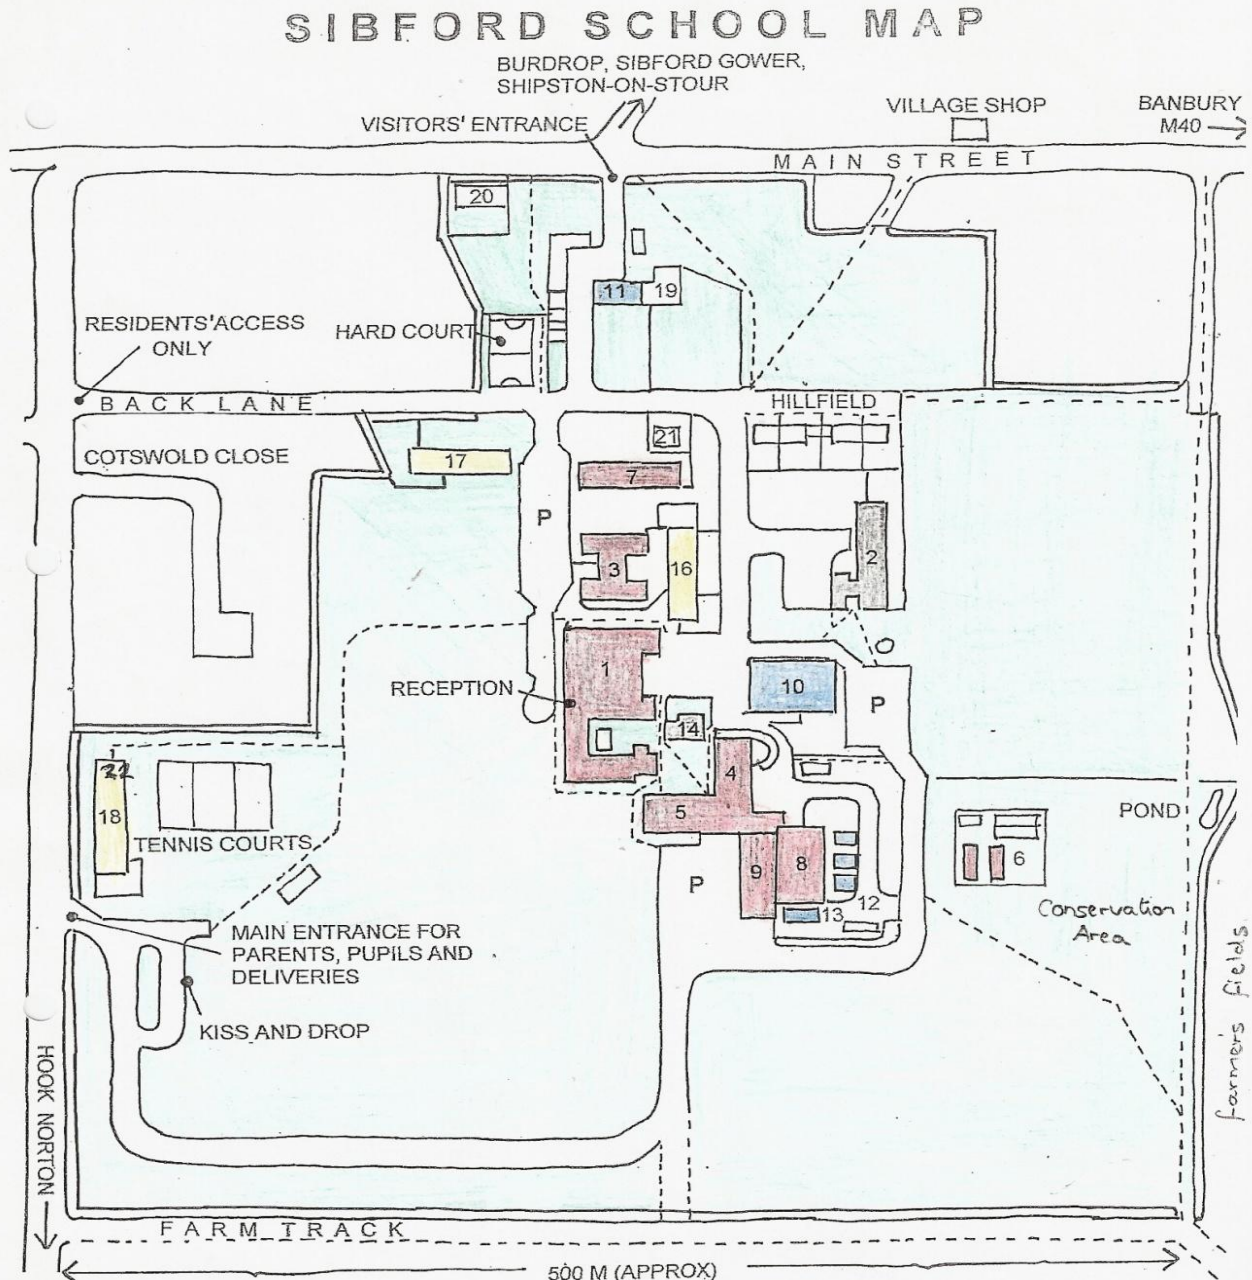 SIBFORD SCHOOL MAP
BURDROP, SIBFORD GOWER,
SHIPSTON-ON-STOUR
VISITORS' ENTRANCE
VILLAGE SHOP
BANBURY
M40
MAIN STREET
20
11
19
RESIDENTS' ACCESS
ONLY
HARD COURT
BACK LANE
HILLFIELD
21
COTSWOLD CLOSE
17
7
P
3
16
2
1
RECEPTION
10
P
14
4
22
18
5
TENNIS COURTS
POND
6
9
8
P
12
13
Conservation
Area
MAIN ENTRANCE FOR
PARENTS, PUPILS AND
DELIVERIES
KISS AND DROP
farmers fields
HOOK NORTON
FARM TRACK
500 M (APPROX)